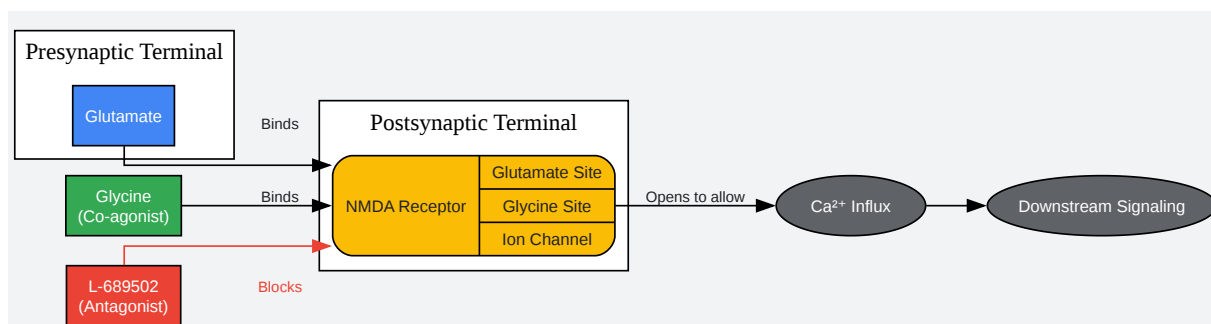 Presynaptic Terminal
Glutamate
Binds
Postsynaptic Terminal
Glycine
(Co-agonist)
Binds
NMDA Receptor
Glutamate Site
Glycine Site
Ion Channel
Opens to allow
Ca²⁺ Influx
Downstream Signaling
L-689502
(Antagonist)
Blocks